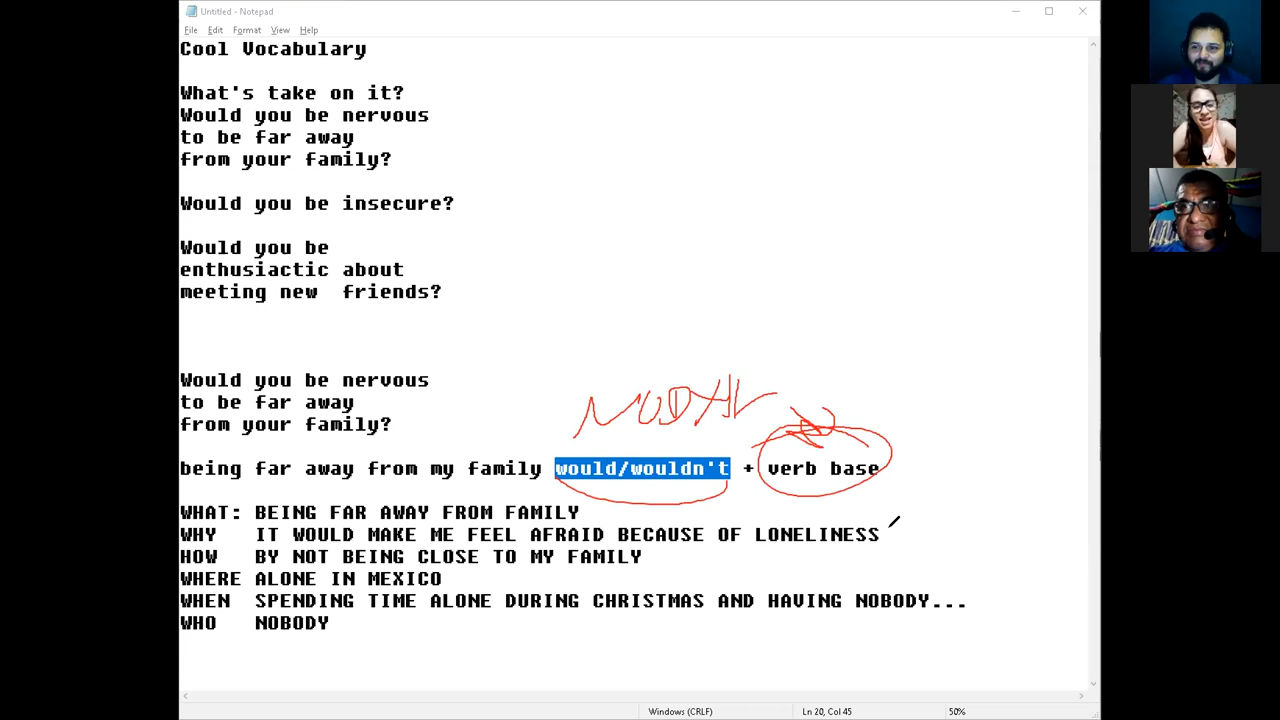 Untitled - Notepad
File Edit Format View Help
Cool Vocabulary
What's take on it?
Would you be nervous
to be far away
from your family?
Would you be insecure?
Would you be
enthusiactic about
meeting new friends?
Would you be nervous
to be far away
from your family?
MODAL
being far away from my family would/wouldn't + verb base
WHAT: BEING FAR AWAY FROM FAMILY
WHY IT WOULD MAKE ME FEEL AFRAID BECAUSE OF LONELINESS
HOW BY NOT BEING CLOSE TO MY FAMILY
WHERE ALONE IN MEXICO
WHEN SPENDING TIME ALONE DURING CHRISTMAS AND HAVING NOBODY...
WHO NOBODY
Windows (CRLF) Ln 20, Col 45 50%